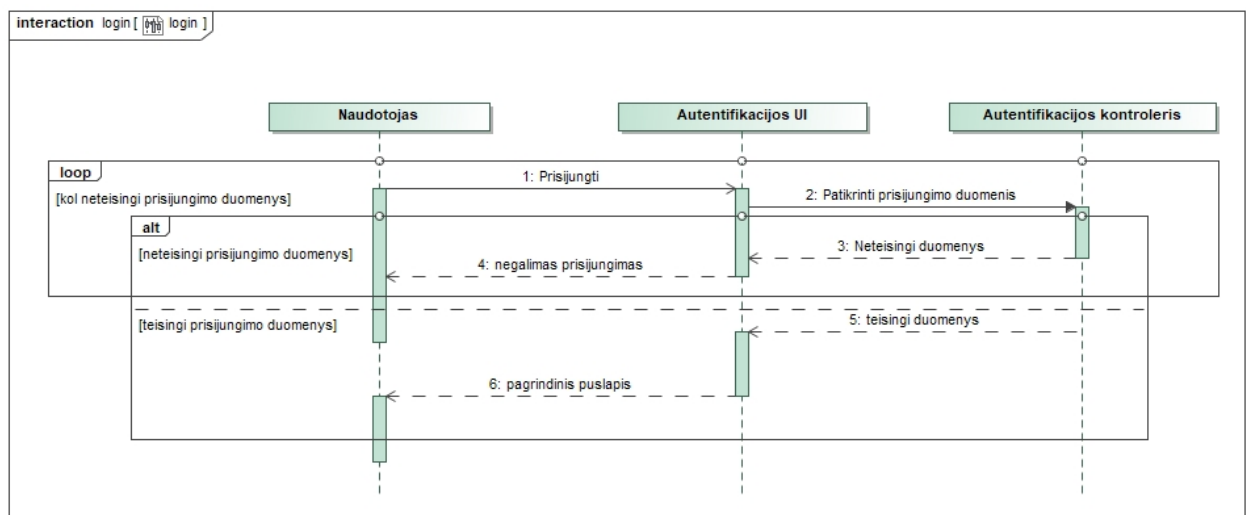 interaction login [ login ]
Naudotojas
Autentifikacijos UI
Autentifikacijos kontroleris
loop
[kol neteisingi prisijungimo duomenys]
1: Prisijungti
2: Patikrinti prisijungimo duomenis
alt
[neteisingi prisijungimo duomenys]
3: Neteisingi duomenys
4: negalimas prisijungimas
[teisingi prisijungimo duomenys]
5: teisingi duomenys
6: pagrindinis puslapis